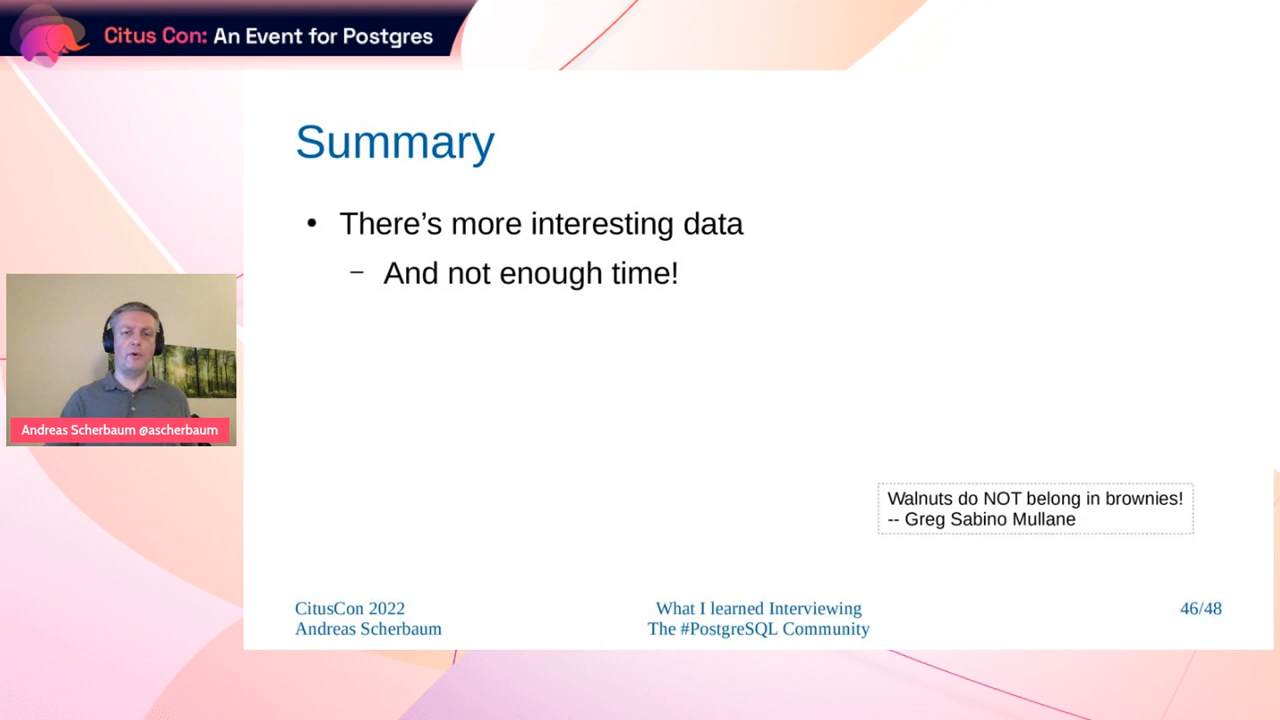 Citus Con: An Event for Postgres
Summary
• There’s more interesting data
– And not enough time!
Andreas Scherbaum @ascherbaum
Walnuts do NOT belong in brownies!
-- Greg Sabino Mullane
CitusCon 2022
Andreas Scherbaum
What I learned Interviewing
The #PostgreSQL Community
46/48